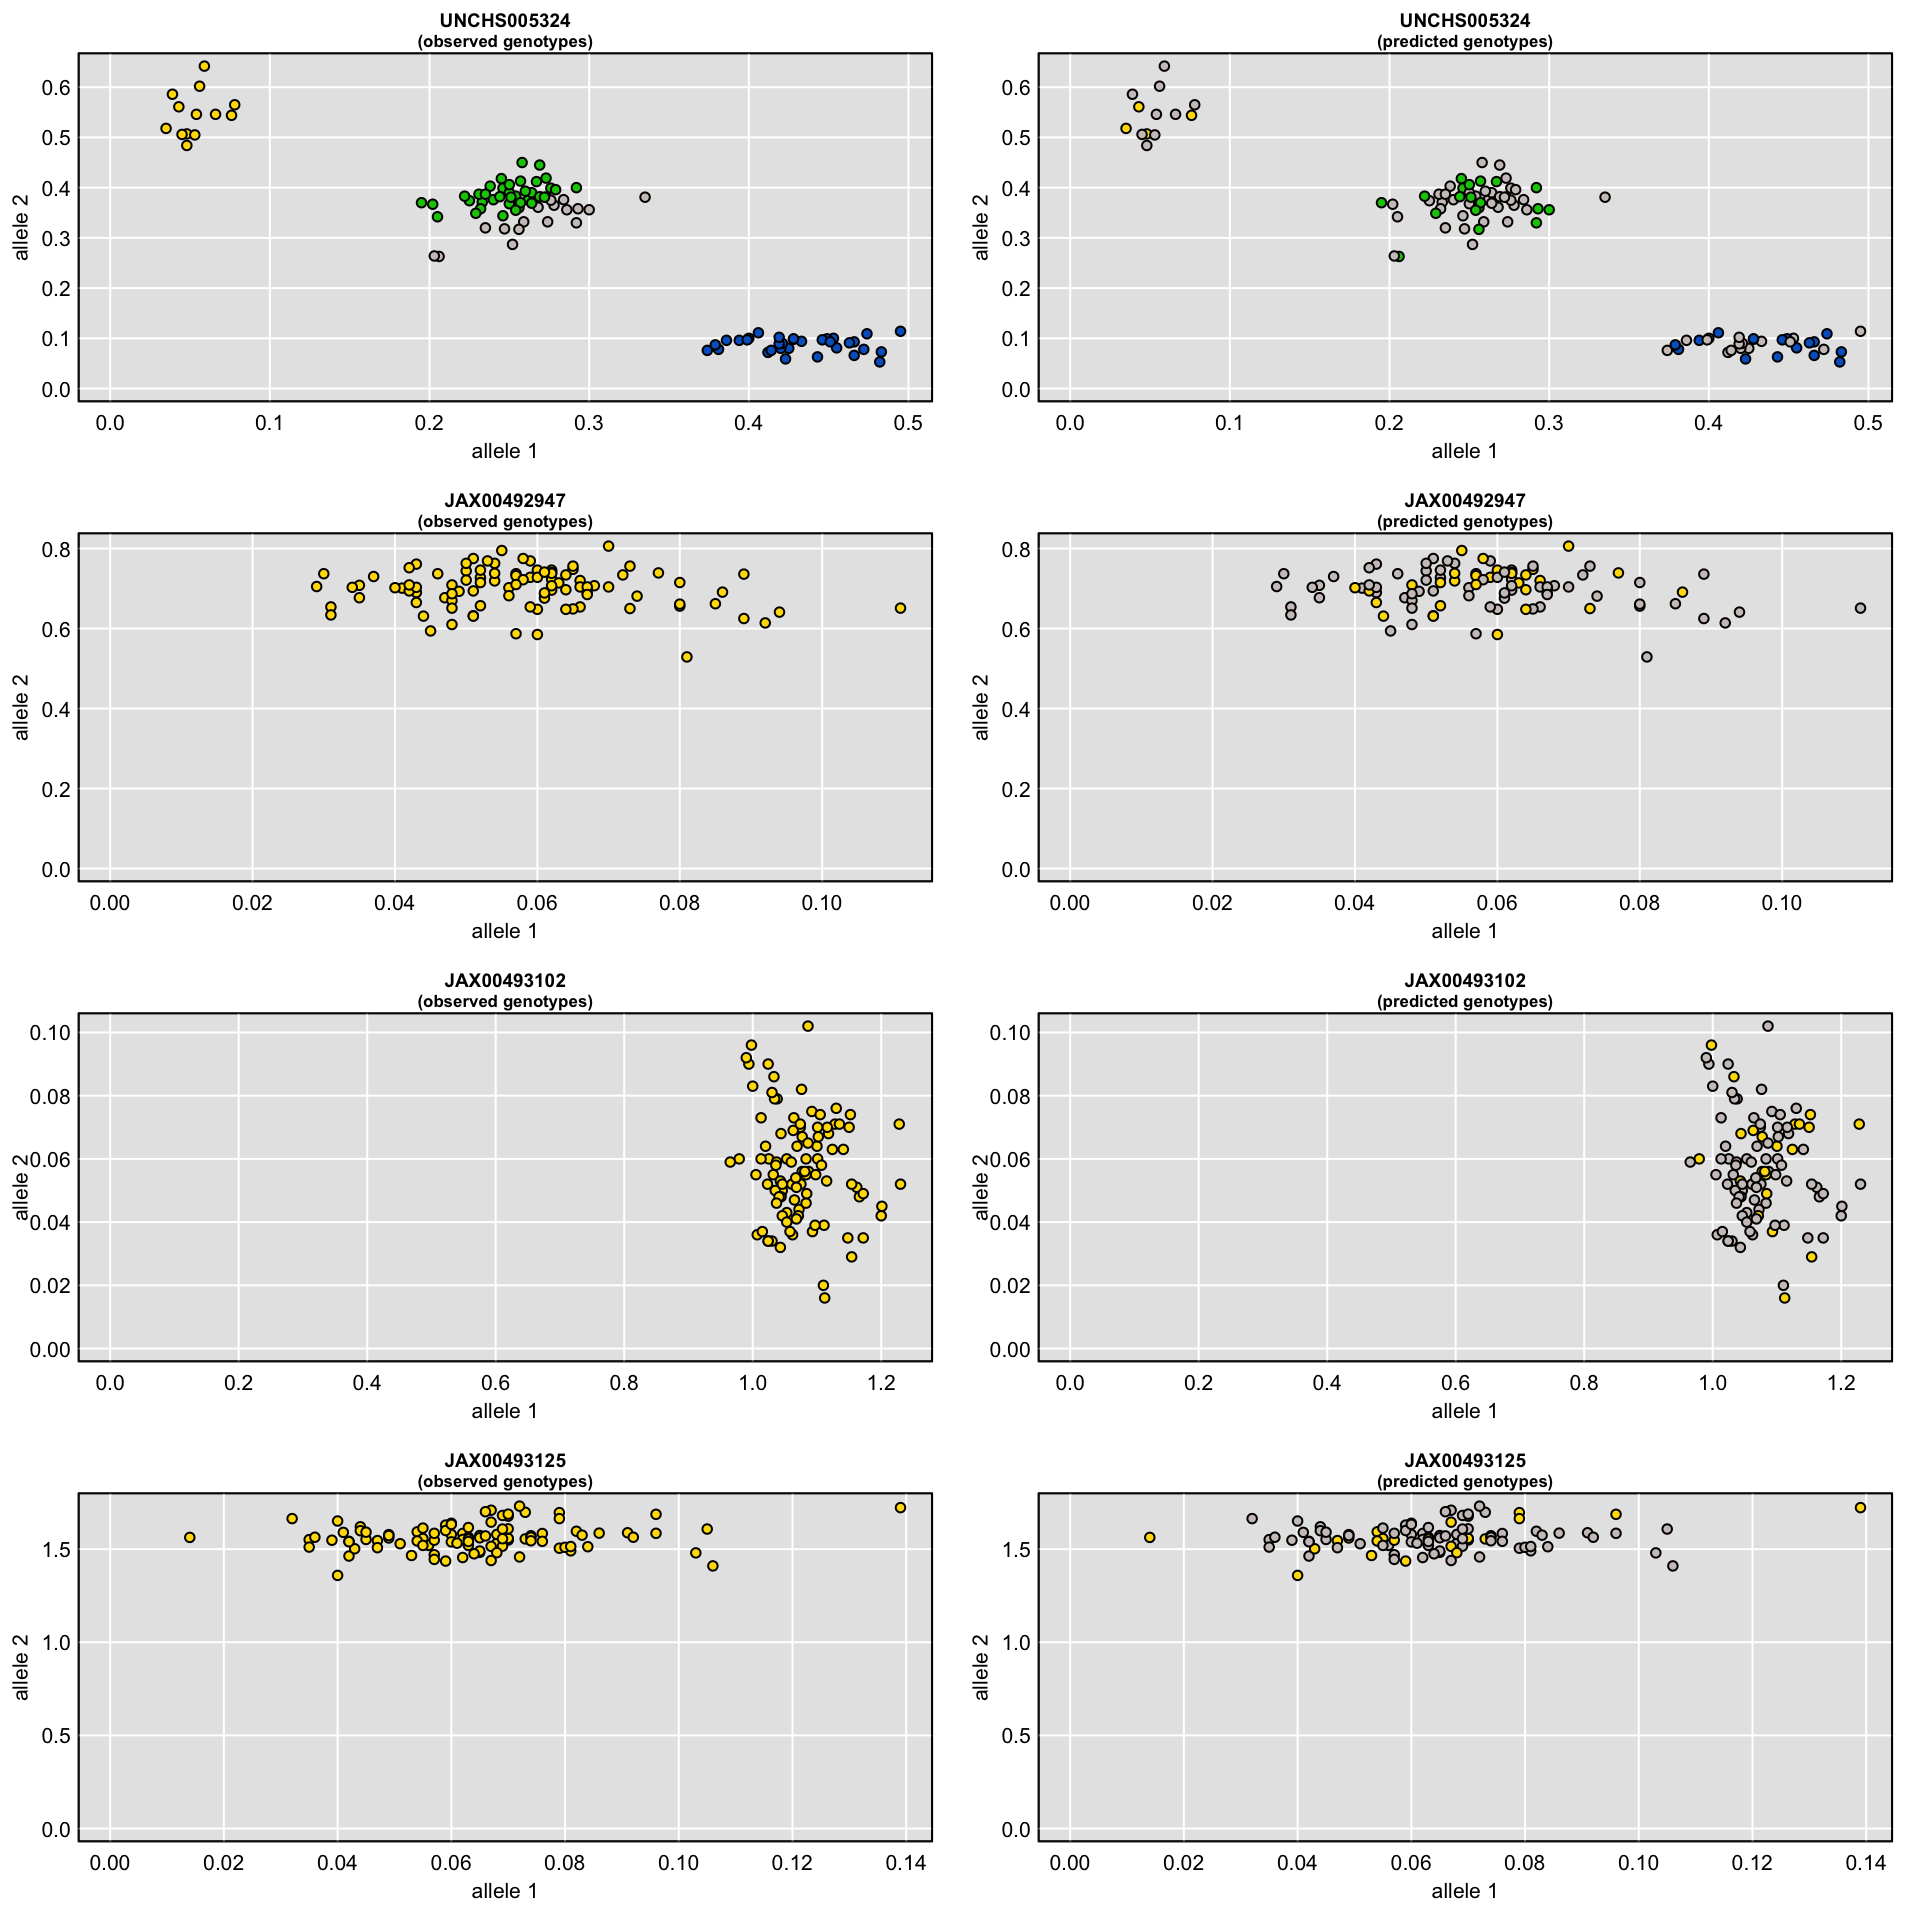 UNCHS005324
(observed genotypes)
0.6
0.5
0.4
0.3
0.2
0.1
0.0
allele 2
0.0 0.1 0.2 0.3 0.4 0.5
allele 1
UNCHS005324
(predicted genotypes)
0.6
0.5
0.4
0.3
0.2
0.1
0.0
allele 2
0.0 0.1 0.2 0.3 0.4 0.5
allele 1
JAX00492947
(observed genotypes)
0.8
0.6
0.4
0.2
0.0
allele 2
0.00 0.02 0.04 0.06 0.08 0.10
allele 1
JAX00492947
(predicted genotypes)
0.8
0.6
0.4
0.2
0.0
allele 2
0.00 0.02 0.04 0.06 0.08 0.10
allele 1
JAX00493102
(observed genotypes)
0.10
0.08
0.06
0.04
0.02
0.00
allele 2
0.0 0.2 0.4 0.6 0.8 1.0 1.2
allele 1
JAX00493102
(predicted genotypes)
0.10
0.08
0.06
0.04
0.02
0.00
allele 2
0.0 0.2 0.4 0.6 0.8 1.0 1.2
allele 1
JAX00493125
(observed genotypes)
1.5
1.0
0.5
0.0
allele 2
0.00 0.02 0.04 0.06 0.08 0.10 0.12 0.14
allele 1
JAX00493125
(predicted genotypes)
1.5
1.0
0.5
0.0
allele 2
0.00 0.02 0.04 0.06 0.08 0.10 0.12 0.14
allele 1